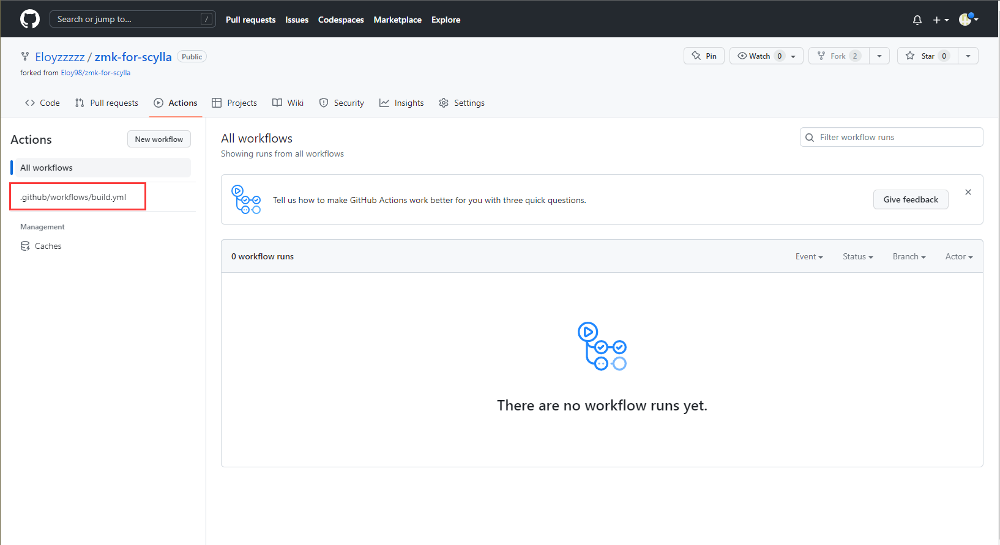 Search or jump to... /
Pull requests Issues Codespaces Marketplace Explore
Eloyzzzzz / zmk-for-scylla Public
forked from Eloy98/zmk-for-scylla
Pin Watch 0 Fork 2 Star 0
Code Pull requests Actions Projects Wiki Security Insights Settings
Actions
New workflow
All workflows
.github/workflows/build.yml
Management
Caches
All workflows
Showing runs from all workflows
Filter workflow runs
Tell us how to make GitHub Actions work better for you with three quick questions.
Give feedback
0 workflow runs
Event Status Branch Actor
There are no workflow runs yet.